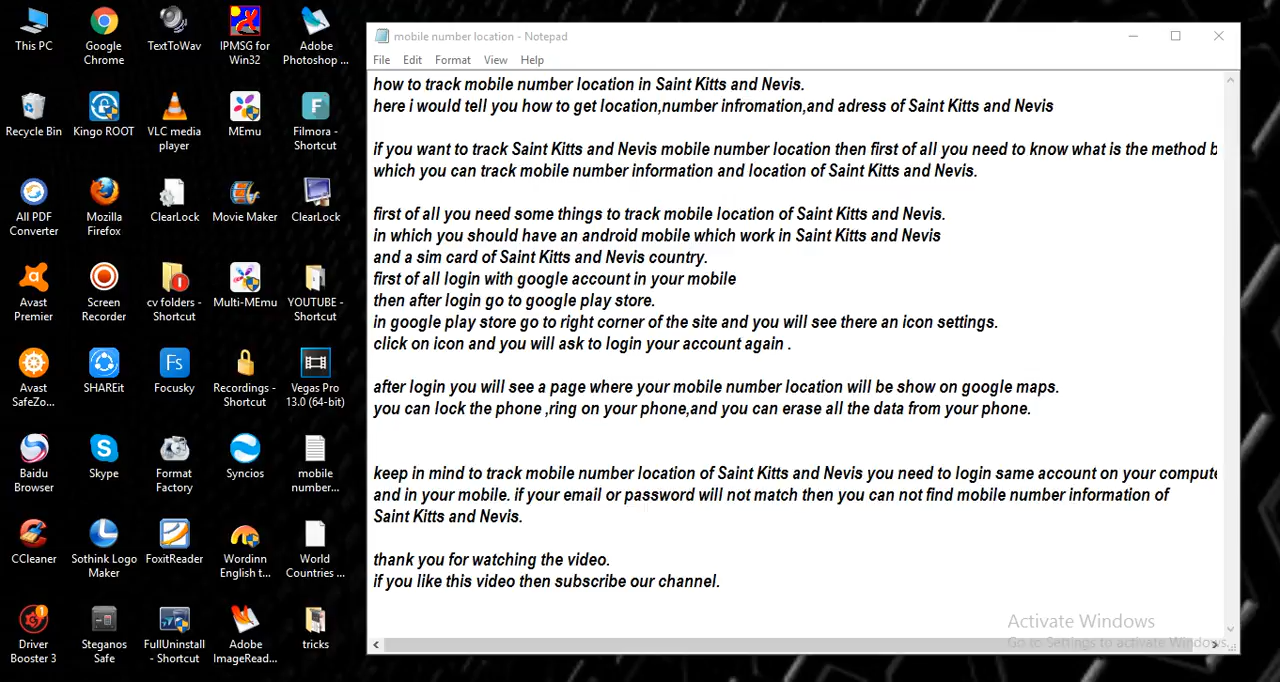 This PC
Google
Chrome
TextToWav
IPMSG for
Win32
Adobe
Photoshop ...
Recycle Bin
Kingo ROOT
VLC media
player
MEmu
Filmora -
Shortcut
All PDF
Converter
Mozilla
Firefox
ClearLock
Movie Maker
ClearLock
Avast
Premier
Screen
Recorder
cv folders -
Shortcut
Multi-MEmu
YOUTUBE -
Shortcut
Avast
SafeZo...
SHAREit
Focusky
Recordings -
Shortcut
Vegas Pro
13.0 (64-bit)
Baidu
Browser
Skype
Format
Factory
Syncios
mobile
number...
CCleaner
Sothink Logo
Maker
FoxitReader
Wordinn
English t...
World
Countries ...
Driver
Booster 3
Steganos
Safe
FullUninstall
- Shortcut
Adobe
ImageRead...
tricks
mobile number location - Notepad
File Edit Format View Help
how to track mobile number location in Saint Kitts and Nevis.
here i would tell you how to get location,number infromation,and adress of Saint Kitts and Nevis
if you want to track Saint Kitts and Nevis mobile number location then first of all you need to know what is the method b
which you can track mobile number information and location of Saint Kitts and Nevis.
first of all you need some things to track mobile location of Saint Kitts and Nevis.
in which you should have an android mobile which work in Saint Kitts and Nevis
and a sim card of Saint Kitts and Nevis country.
first of all login with google account in your mobile
then after login go to google play store.
in google play store go to right corner of the site and you will see there an icon settings.
click on icon and you will ask to login your account again .
after login you will see a page where your mobile number location will be show on google maps.
you can lock the phone ,ring on your phone,and you can erase all the data from your phone.
keep in mind to track mobile number location of Saint Kitts and Nevis you need to login same account on your compute
and in your mobile. if your email or password will not match then you can not find mobile number information of
Saint Kitts and Nevis.
thank you for watching the video.
if you like this video then subscribe our channel.
Activate Windows
Go to Settings to activate Windows.